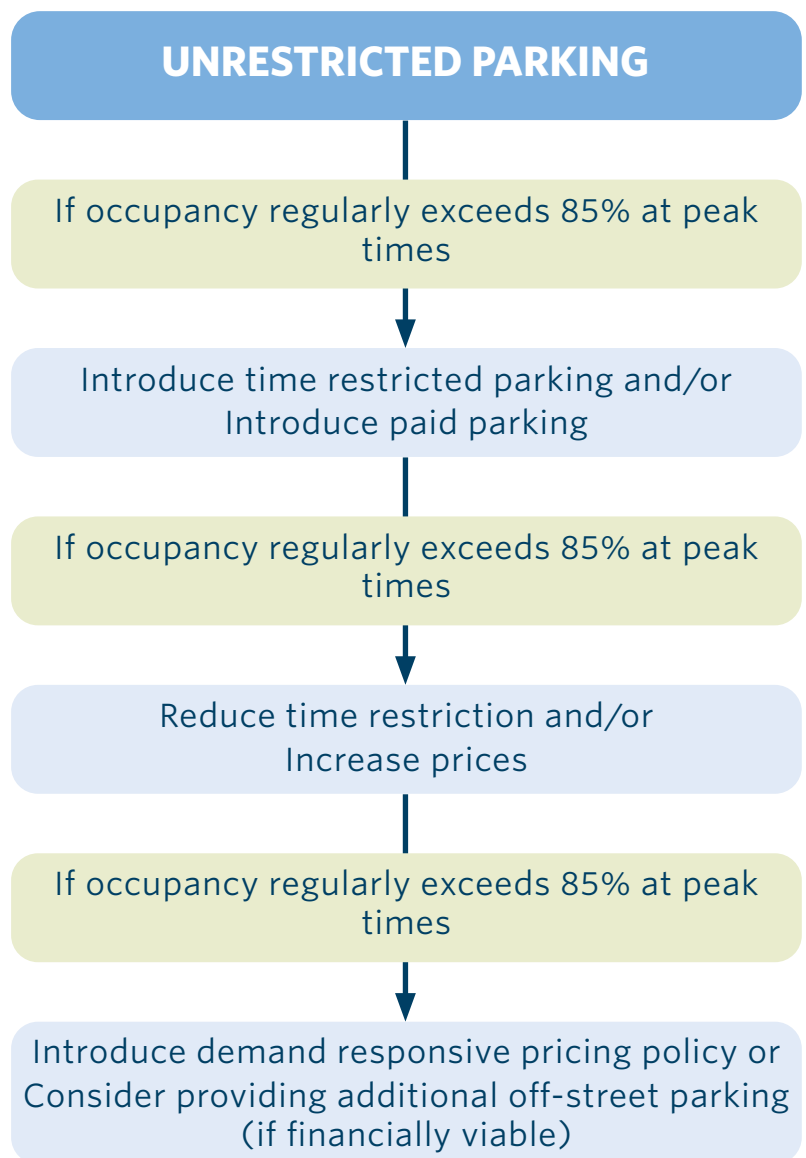 UNRESTRICTED PARKING
If occupancy regularly exceeds 85% at peak
times
Introduce time restricted parking and/or
Introduce paid parking
If occupancy regularly exceeds 85% at peak
times
Reduce time restriction and/or
Increase prices
If occupancy regularly exceeds 85% at peak
times
Introduce demand responsive pricing policy or
Consider providing additional off-street parking
(if financially viable)